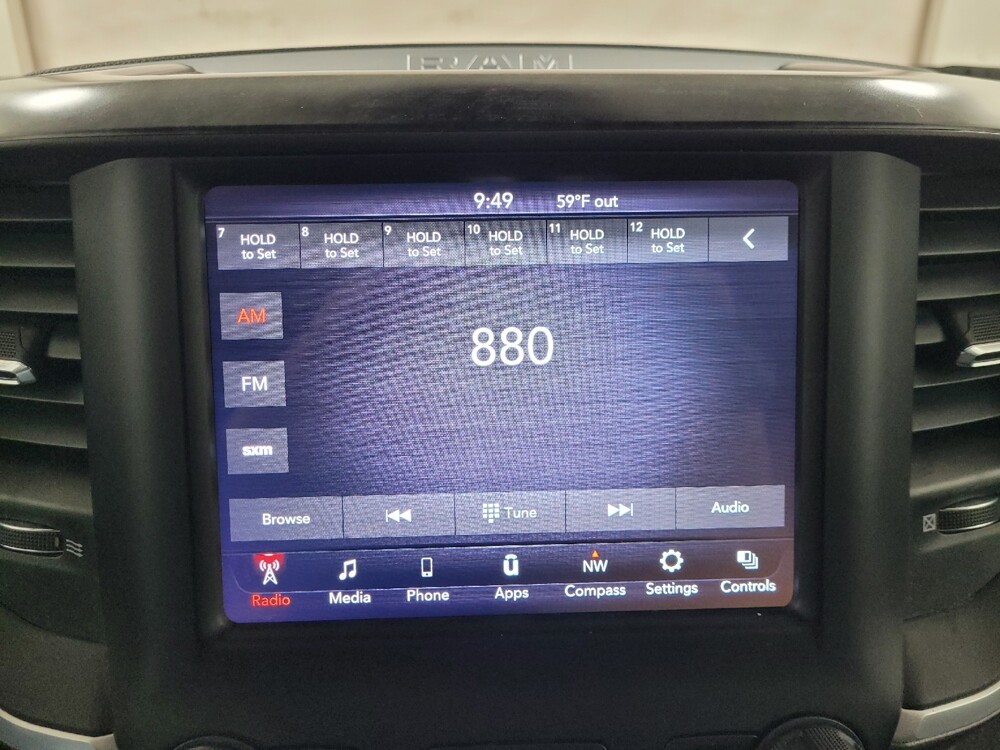 RAM
9:49 59°F out
7 HOLD to Set
8 HOLD to Set
9 HOLD to Set
10 HOLD to Set
11 HOLD to Set
12 HOLD to Set
AM
880
FM
sxm
Browse Tune Audio
NW
Radio Media Phone Apps Compass Settings Controls